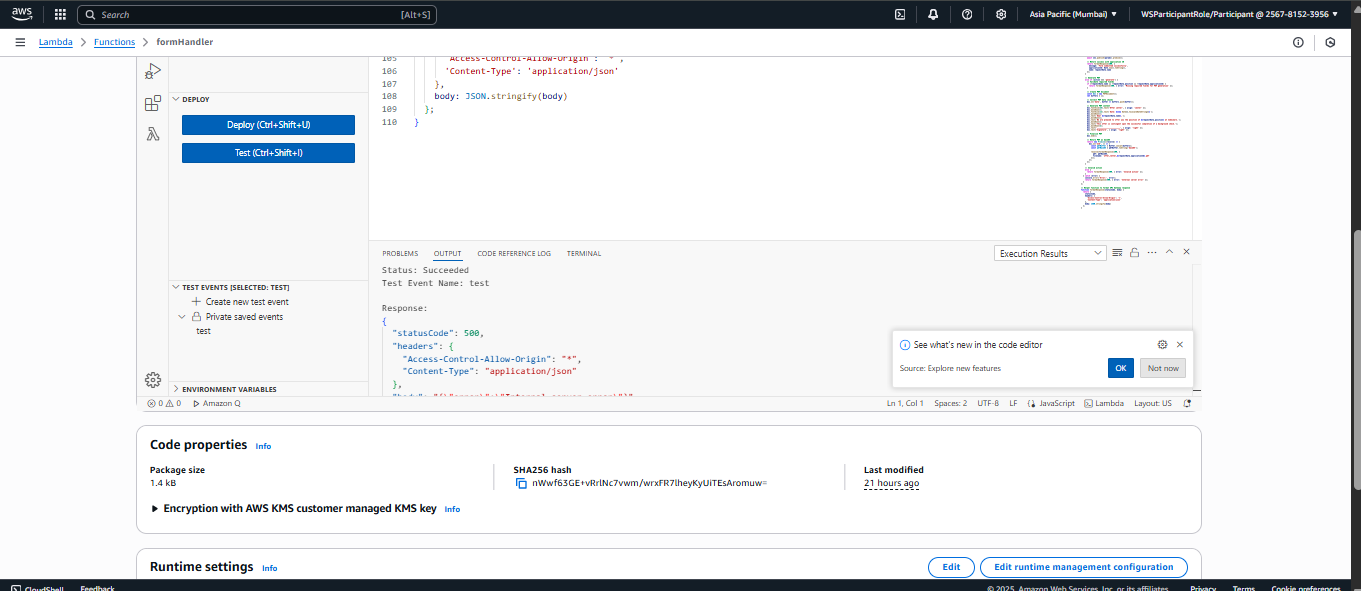 aws
Search [Alt+S]
Asia Pacific (Mumbai) ▼
WSParticipantRole/Participant @ 2567-8152-3956 ▼
Lambda > Functions > formHandler
DEPLOY
Deploy (Ctrl+Shift+U)
Test (Ctrl+Shift+I)
105 'Access-Control-Allow-Origin': '*',
106 'Content-Type': 'application/json'
107 },
108 body: JSON.stringify(body)
109 };
110 }
PROBLEMS OUTPUT CODE REFERENCE LOG TERMINAL
Execution Results
Status: Succeeded
Test Event Name: test
Response:
{
"statusCode": 500,
"headers": {
"Access-Control-Allow-Origin": "*",
"Content-Type": "application/json"
},
TEST EVENTS [SELECTED: TEST]
Create new test event
Private saved events
test
ENVIRONMENT VARIABLES
See what's new in the code editor
Source: Explore new features
OK
Not now
0 0 Amazon Q
Ln 1, Col 1 Spaces: 2 UTF-8 LF JavaScript Lambda Layout: US
Code properties Info
Package size
1.4 kB
SHA256 hash
nWwf63GE+vRrlNc7vwm/wrxFR7lheyKyUiTEsAromuw=
Last modified
21 hours ago
Encryption with AWS KMS customer managed KMS key Info
Runtime settings Info
Edit
Edit runtime management configuration
CloudShell Feedback
© 2025, Amazon Web Services, Inc. or its affiliates. Privacy Terms Cookie preferences